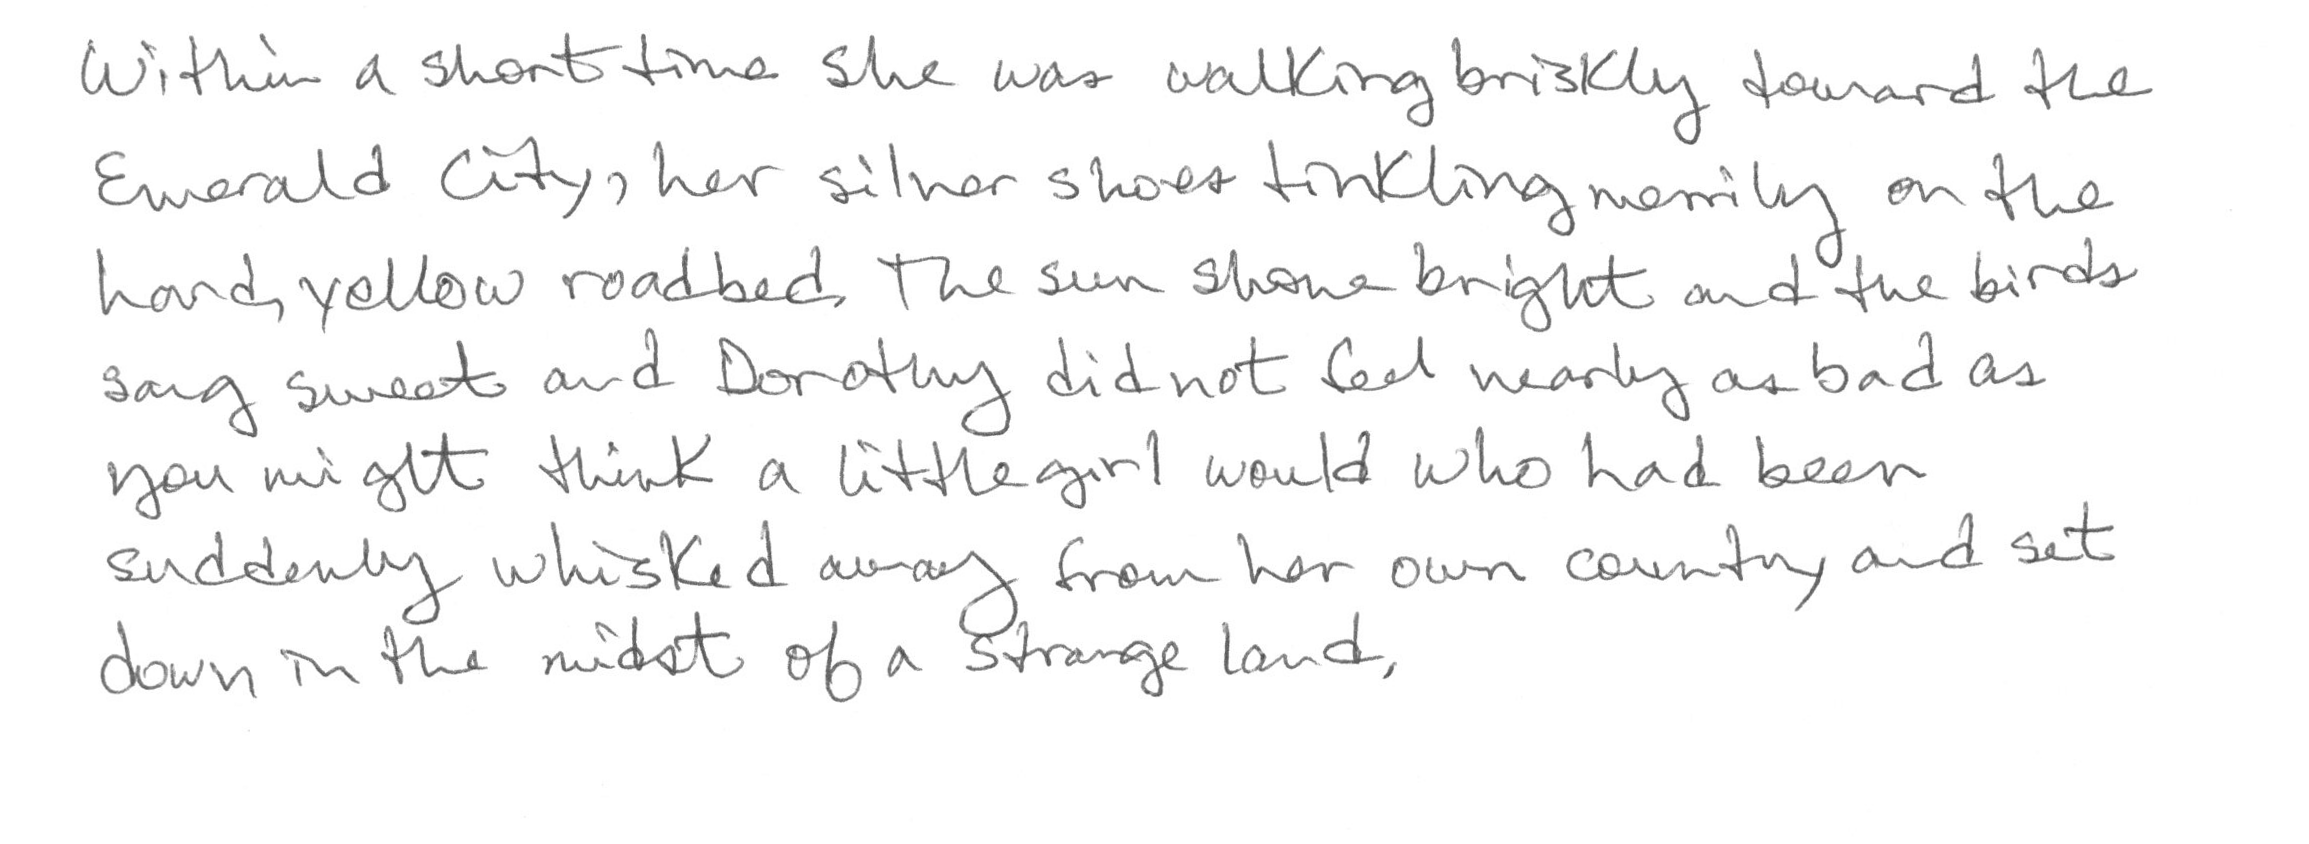 Within a short time she was walking briskly toward the
Emerald City, her silver shoes tinkling merrily on the
hard, yellow roadbed. The sun shone bright and the birds
sang sweet and Dorothy did not feel nearly as bad as
you might think a little girl would who had been
suddenly whisked away from her own country and set
down in the midst of a strange land.